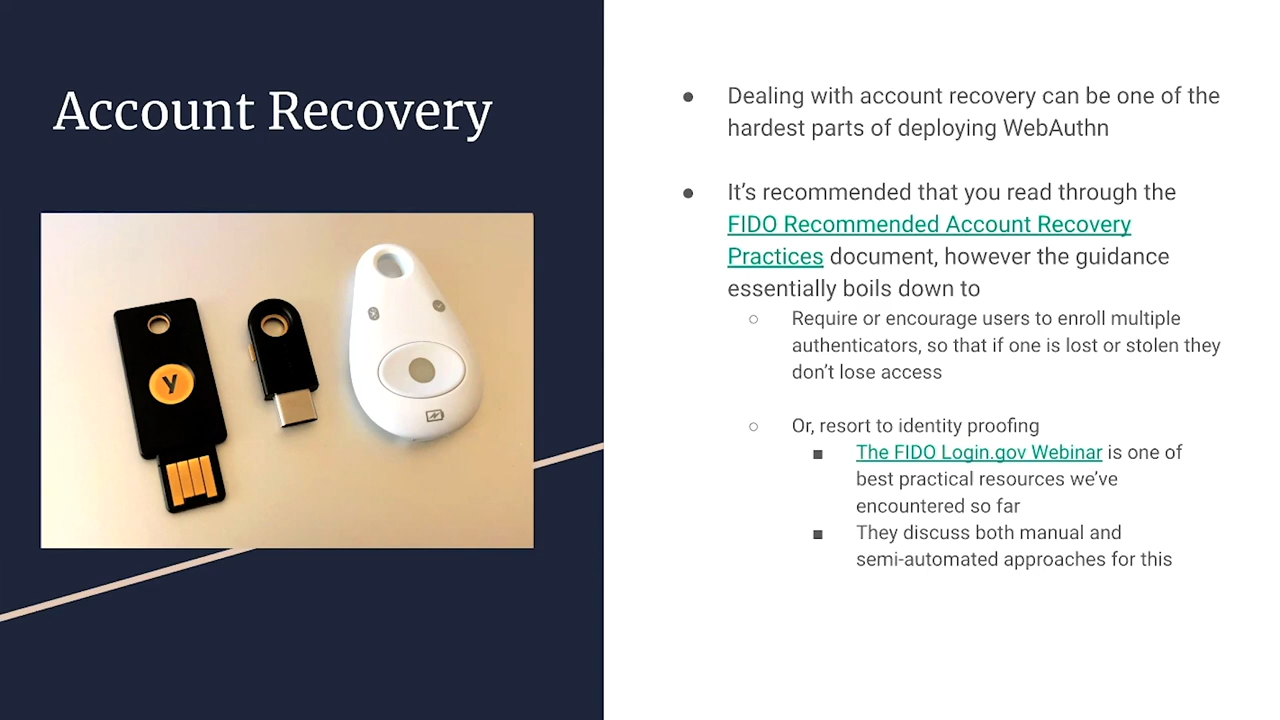 Account Recovery
y
● Dealing with account recovery can be one of the
hardest parts of deploying WebAuthn
● It’s recommended that you read through the
FIDO Recommended Account Recovery
Practices document, however the guidance
essentially boils down to
○ Require or encourage users to enroll multiple
authenticators, so that if one is lost or stolen they
don’t lose access
○ Or, resort to identity proofing
■ The FIDO Login.gov Webinar is one of
best practical resources we’ve
encountered so far
■ They discuss both manual and
semi-automated approaches for this